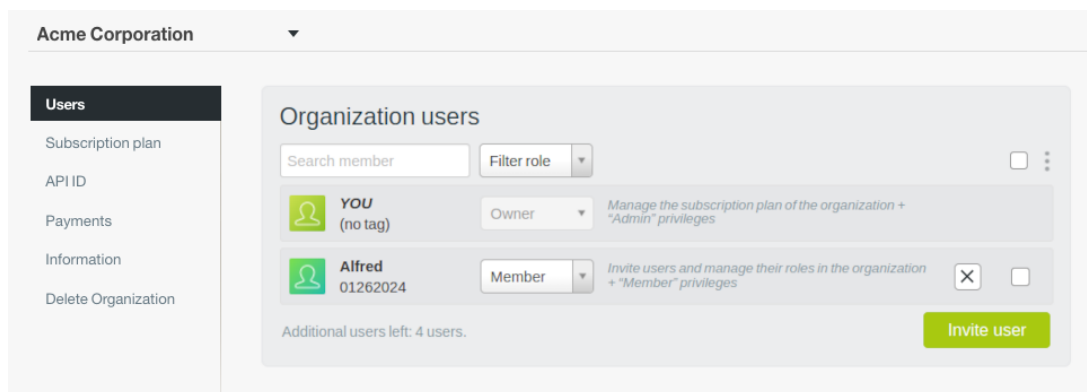 Acme Corporation
Users
Subscription plan
API ID
Payments
Information
Delete Organization
Organization users
Search member
Filter role
YOU
(no tag)
Owner
Manage the subscription plan of the organization +
“Admin” privileges
Alfred
01262024
Member
Invite users and manage their roles in the organization
+ “Member” privileges
Additional users left: 4 users.
Invite user